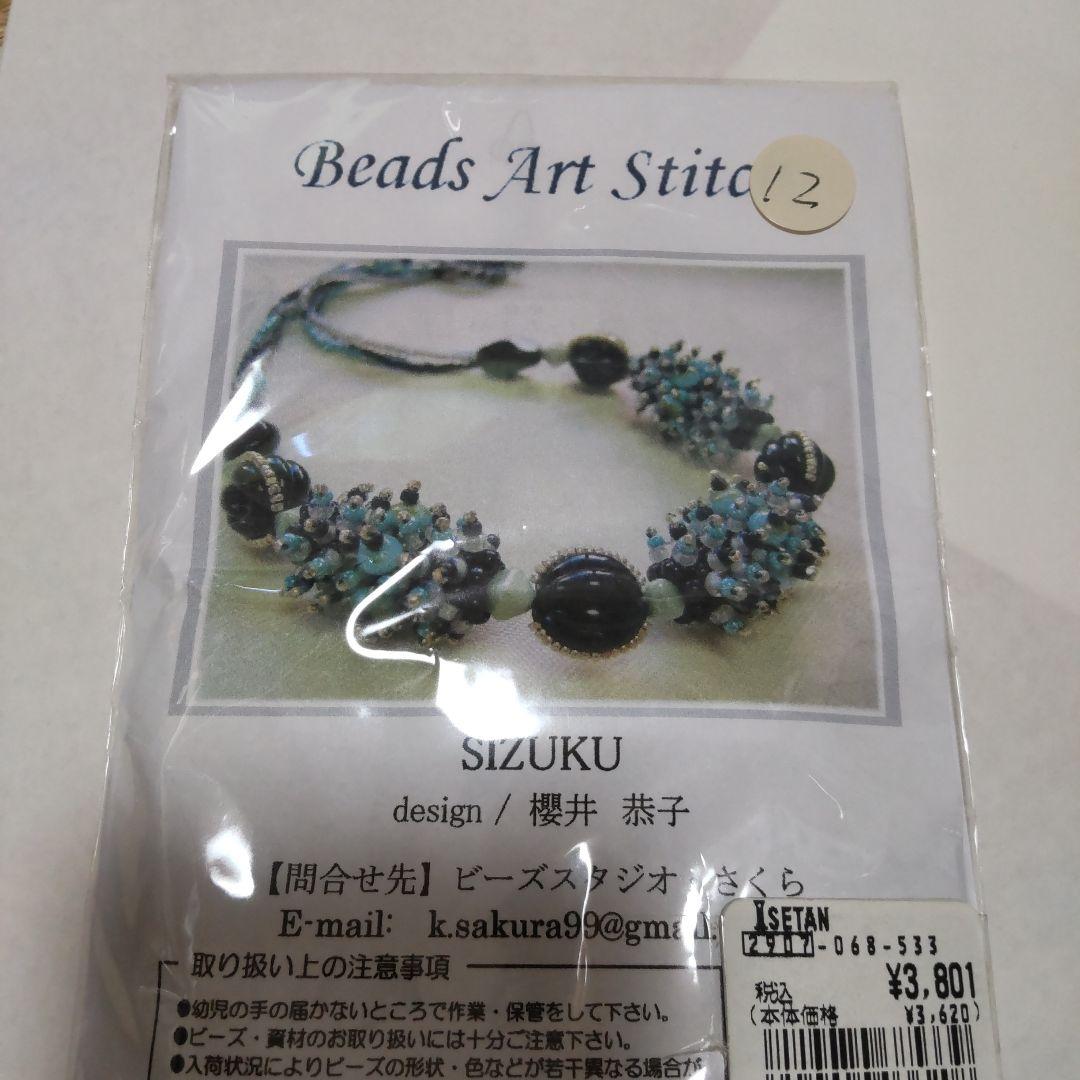 Beads Art Stitc
12
SIZUKU
design / 櫻井 恭子
【問合せ先】ビーズスタジオ さくら
E-mail: k.sakura99@gmail.
取り扱い上の注意事項
●幼児の手の届かないところで作業・保管をして下さい。
●ビーズ・資材のお取り扱いには十分ご注意下さい。
●入荷状況によりビーズの形状・色などが若干異なる場合が
ISETAN
2907-068-533
税込 ¥3,801
(本体価格 ¥3,620)